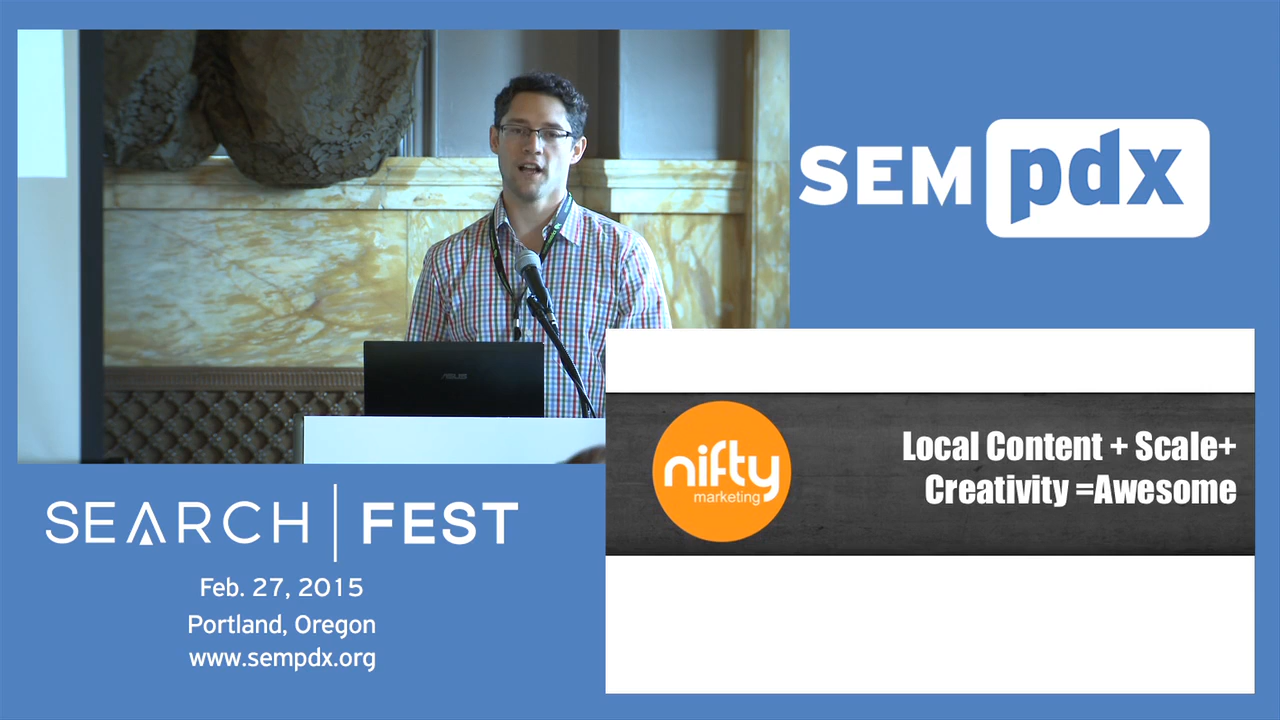 SEM pdx
ASUS
nifty
marketing
Local Content + Scale+
Creativity =Awesome
SEARCH | FEST
Feb. 27, 2015
Portland, Oregon
www.sempdx.org